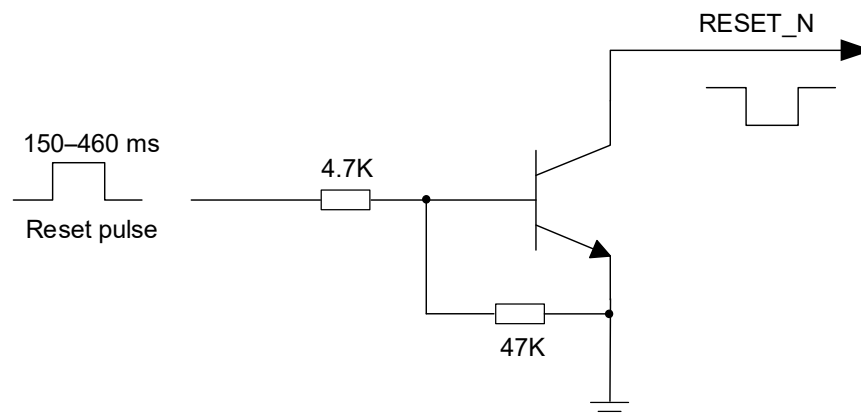 RESET_N
150–460 ms
4.7K
Reset pulse
47K